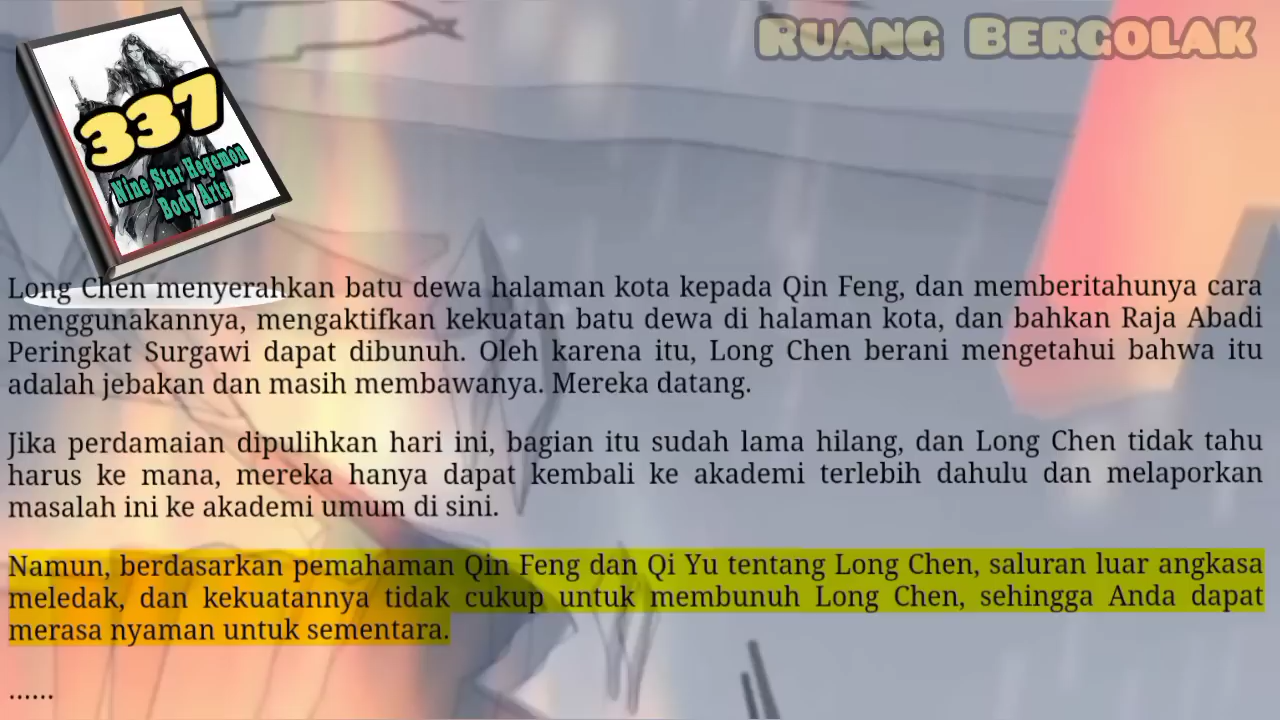 RUANG BERGOLAK
337
Nine Star Hegemon
Body Arts
Long Chen menyerahkan batu dewa halaman kota kepada Qin Feng, dan memberitahunya cara
menggunakannya, mengaktifkan kekuatan batu dewa di halaman kota, dan bahkan Raja Abadi
Peringkat Surgawi dapat dibunuh. Oleh karena itu, Long Chen berani mengetahui bahwa itu
adalah jebakan dan masih membawanya. Mereka datang.
Jika perdamaian dipulihkan hari ini, bagian itu sudah lama hilang, dan Long Chen tidak tahu
harus ke mana, mereka hanya dapat kembali ke akademi terlebih dahulu dan melaporkan
masalah ini ke akademi umum di sini.
Namun, berdasarkan pemahaman Qin Feng dan Qi Yu tentang Long Chen, saluran luar angkasa
meledak, dan kekuatannya tidak cukup untuk membunuh Long Chen, sehingga Anda dapat
merasa nyaman untuk sementara.
......